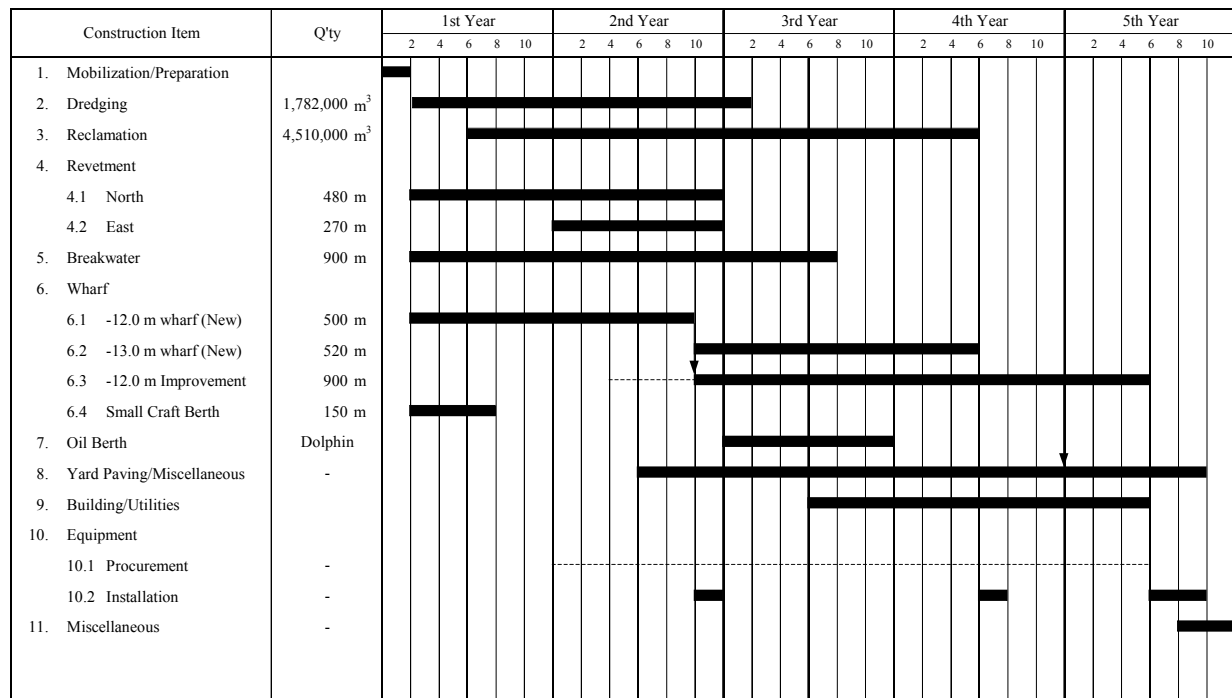 Construction Item Q'ty 1st Year 2nd Year 3rd Year 4th Year 5th Year
2 4 6 8 10 2 4 6 8 10 2 4 6 8 10 2 4 6 8 10 2 4 6 8 10
1. Mobilization/Preparation
2. Dredging 1,782,000 m³
3. Reclamation 4,510,000 m³
4. Revetment
4.1 North 480 m
4.2 East 270 m
5. Breakwater 900 m
6. Wharf
6.1 -12.0 m wharf (New) 500 m
6.2 -13.0 m wharf (New) 520 m
6.3 -12.0 m Improvement 900 m
6.4 Small Craft Berth 150 m
7. Oil Berth Dolphin
8. Yard Paving/Miscellaneous -
9. Building/Utilities
10. Equipment
10.1 Procurement -
10.2 Installation -
11. Miscellaneous -